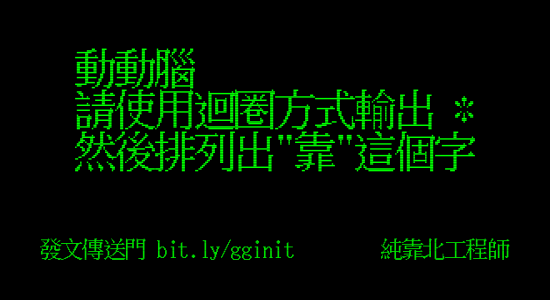 動動腦
請使用迴圈方式輸出 *
然後排列出"靠"這個字
發文傳送門 bit.ly/gginit
純靠北工程師